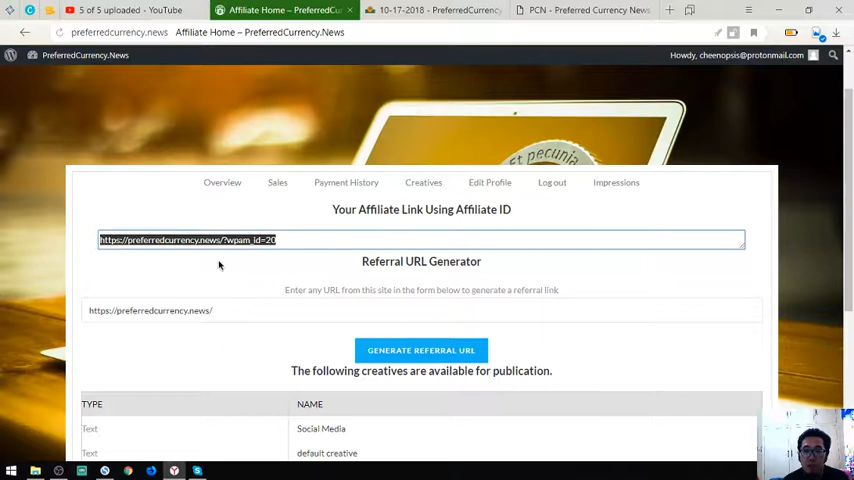 5 of 5 uploaded - YouTube
Affiliate Home – PreferredCur
10-17-2018 - PreferredCurrency
PCN - Preferred Currency News
preferredcurrency.news Affiliate Home – PreferredCurrency.News
PreferredCurrency.News
Howdy, cheenopsis@protonmail.com
et pecunia
Overview Sales Payment History Creatives Edit Profile Log out Impressions
Your Affiliate Link Using Affiliate ID
https://preferredcurrency.news/?wpam_id=20
Referral URL Generator
Enter any URL from this site in the form below to generate a referral link
https://preferredcurrency.news/
GENERATE REFERRAL URL
The following creatives are available for publication.
TYPE NAME
Text Social Media
Text default creative